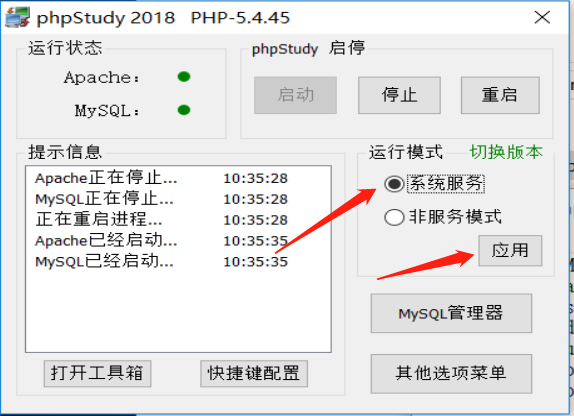 phpStudy 2018 PHP-5.4.45
运行状态
Apache:
MySQL:
phpStudy 启停
启动 停止 重启
提示信息
Apache正在停止... 10:35:28
MySQL正在停止... 10:35:28
正在重启进程... 10:35:28
Apache已经启动... 10:35:35
MySQL已经启动... 10:35:35
打开工具箱 快捷键配置
运行模式 切换版本
系统服务
非服务模式
应用
MySQL管理器
其他选项菜单